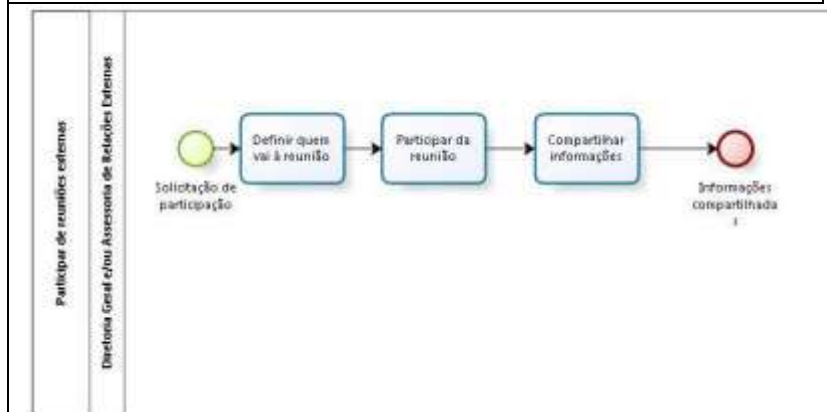 Participar de reuniões externas
Diretoria Geral e/ou Assessoria de Relações Externas
Solicitação de
participação
Definir quem
vai à reunião
Participar da
reunião
Compartilhar
informações
Informações
compartilhada
s